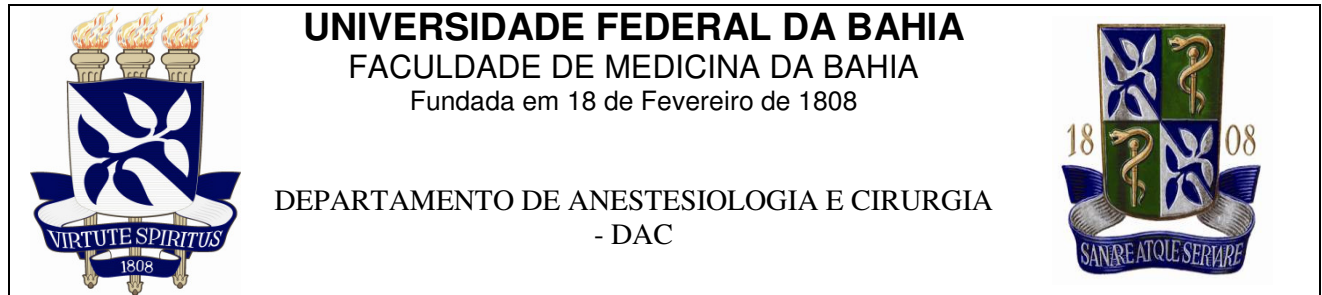 UNIVERSIDADE FEDERAL DA BAHIA
FACULDADE DE MEDICINA DA BAHIA
Fundada em 18 de Fevereiro de 1808
DEPARTAMENTO DE ANESTESIOLOGIA E CIRURGIA
- DAC
VIRTUTE SPIRITUS
1808
18 08
SANARE ATQUE SERVARE